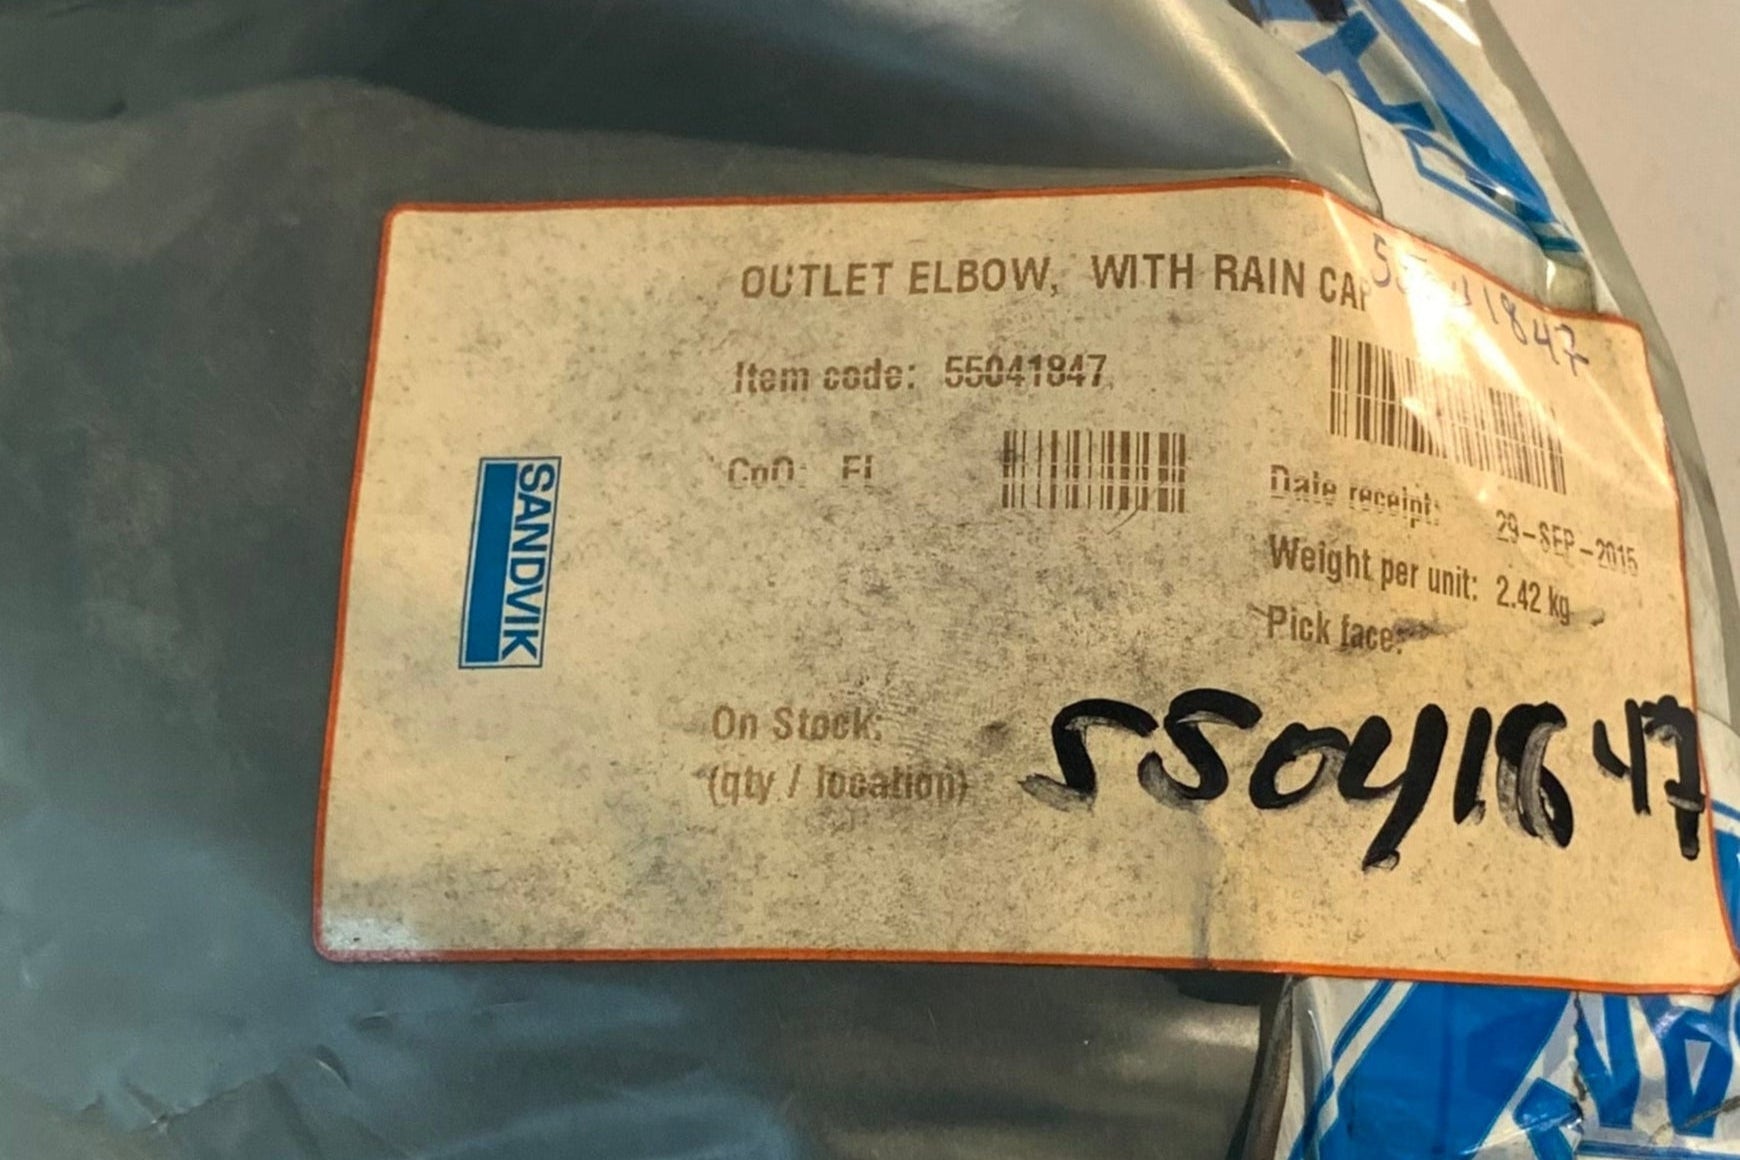 OUTLET ELBOW, WITH RAIN CAP
55041847
Item code: 55041847
CoO: FI
SANDVIK
Date receipt: 29-SEP-2015
Weight per unit: 2.42 kg
Pick face:
On Stock:
(qty / location)
55041847